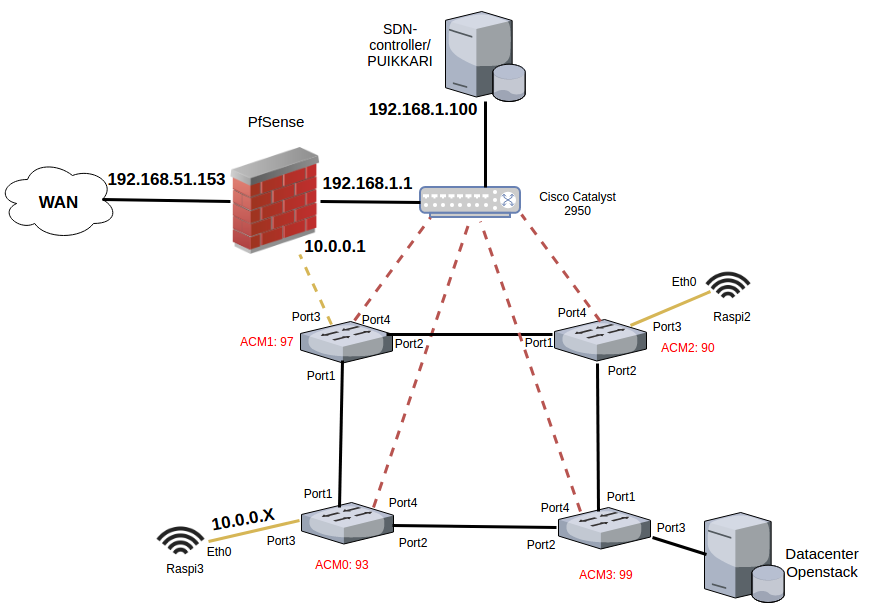 SDN-
controller/
PUIKKARI
192.168.1.100
PfSense
WAN
192.168.51.153
192.168.1.1
Cisco Catalyst
2950
10.0.0.1
Eth0
Raspi2
Port3
Port4
Port4
Port3
ACM1: 97
Port2
Port1
ACM2: 90
Port1
Port2
Port1
Port4
Port4
Port1
10.0.0.X
Port3
Port3
Eth0
Port2
Port2
Raspi3
ACM0: 93
ACM3: 99
Datacenter
Openstack